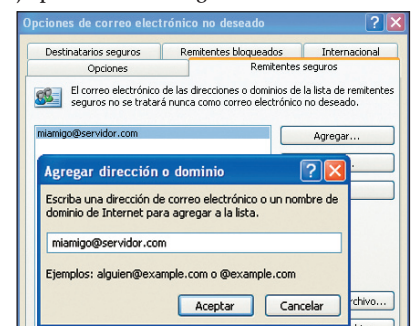 Opciones de correo electrónico no deseado
Destinatarios seguros Remitentes bloqueados Internacional
Opciones Remitentes seguros
El correo electrónico de las direcciones o dominios de la lista de remitentes
seguros no se tratará nunca como correo electrónico no deseado.
miamigo@servidor.com Agregar...
Agregar dirección o dominio
Escriba una dirección de correo electrónico o un nombre de
dominio de Internet para agregar a la lista.
miamigo@servidor.com
Ejemplos: alguien@example.com o @example.com
rchivo...
Aceptar Cancelar